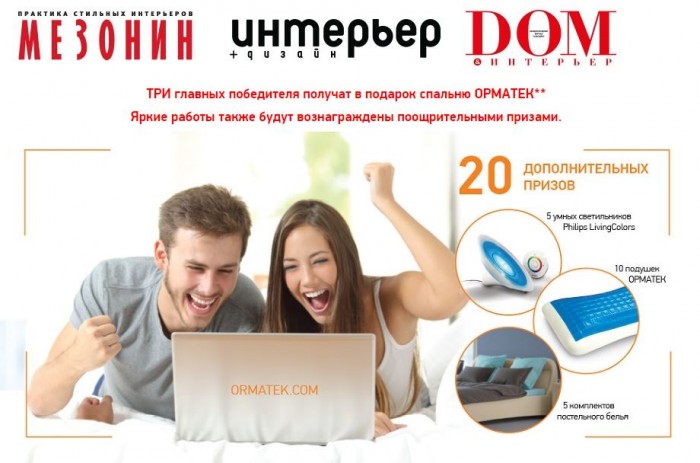 ПРАКТИКА СТИЛЬНЫХ ИНТЕРЬЕРОВ
МЕЗОНИН
интерьер
+ дизайн
DОМ
& ИНТЕРЬЕР
ТРИ главных победителя получат в подарок спальню ОРМАТЕК**
Яркие работы также будут вознаграждены поощрительными призами.
20 ДОПОЛНИТЕЛЬНЫХ
ПРИЗОВ
5 умных светильников
Philips LivingColors
10 подушек
ОРМАТЕК
ORMATEK.COM
5 комплектов
постельного белья